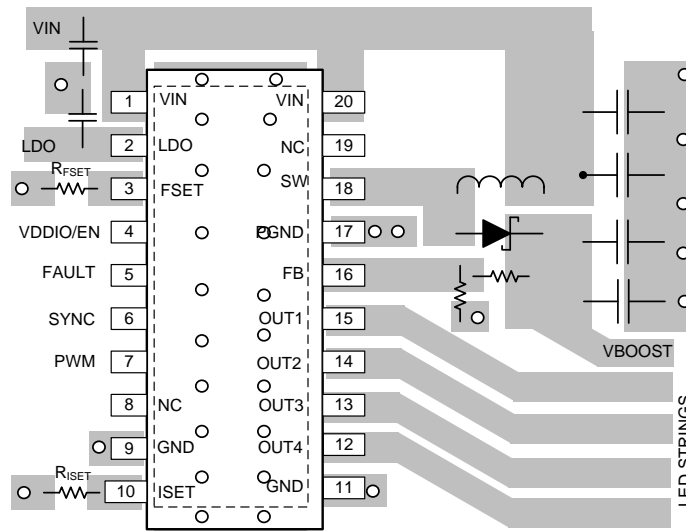 VIN
1 VIN VIN 20
LDO 2 LDO NC 19
RFSET
3 FSET SW 18
VDDIO/EN 4 PGND 17
FAULT 5 FB 16
SYNC 6 OUT1 15
VBOOST
PWM 7 OUT2 14
8 NC OUT3 13
9 GND OUT4 12
RISET
10 ISET GND 11
LED STRINGS